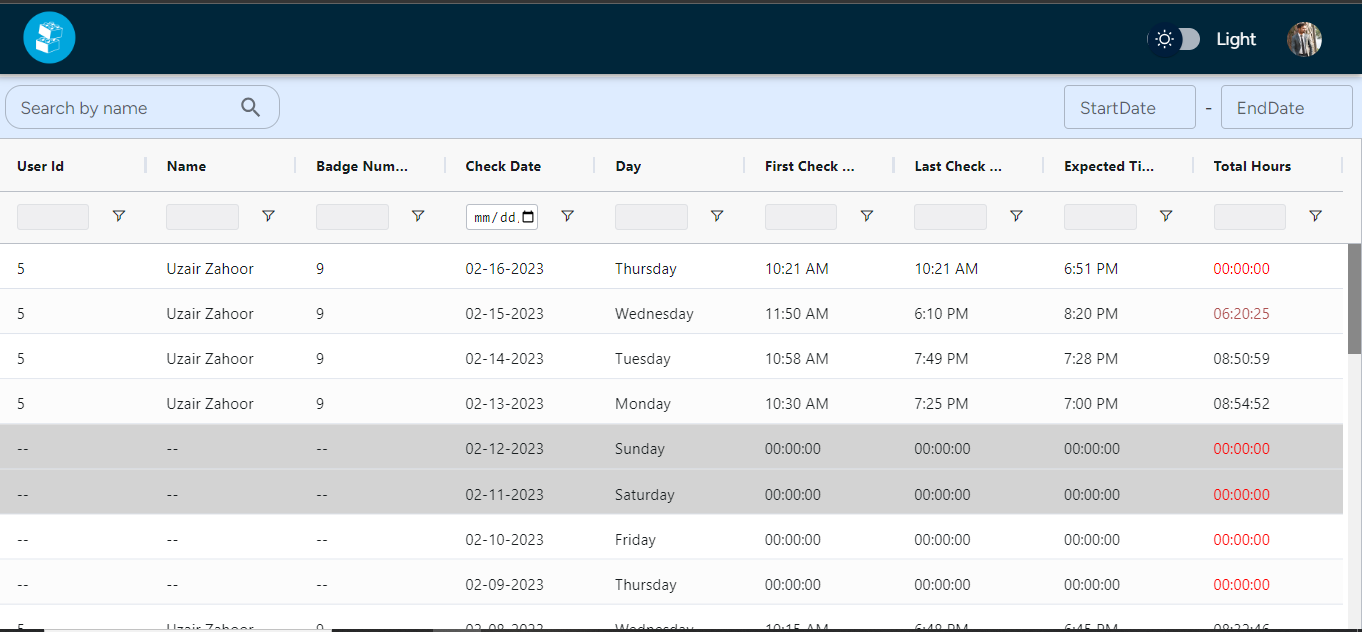 Light
Search by name StartDate - EndDate
User Id Name Badge Num... Check Date Day First Check ... Last Check ... Expected Ti... Total Hours
mm/dd
5 Uzair Zahoor 9 02-16-2023 Thursday 10:21 AM 10:21 AM 6:51 PM 00:00:00
5 Uzair Zahoor 9 02-15-2023 Wednesday 11:50 AM 6:10 PM 8:20 PM 06:20:25
5 Uzair Zahoor 9 02-14-2023 Tuesday 10:58 AM 7:49 PM 7:28 PM 08:50:59
5 Uzair Zahoor 9 02-13-2023 Monday 10:30 AM 7:25 PM 7:00 PM 08:54:52
-- -- -- 02-12-2023 Sunday 00:00:00 00:00:00 00:00:00 00:00:00
-- -- -- 02-11-2023 Saturday 00:00:00 00:00:00 00:00:00 00:00:00
-- -- -- 02-10-2023 Friday 00:00:00 00:00:00 00:00:00 00:00:00
-- -- -- 02-09-2023 Thursday 00:00:00 00:00:00 00:00:00 00:00:00
Uzair Zahoor 9 02-08-2023 Wednesday 10:15 AM 6:48 PM 6:45 PM